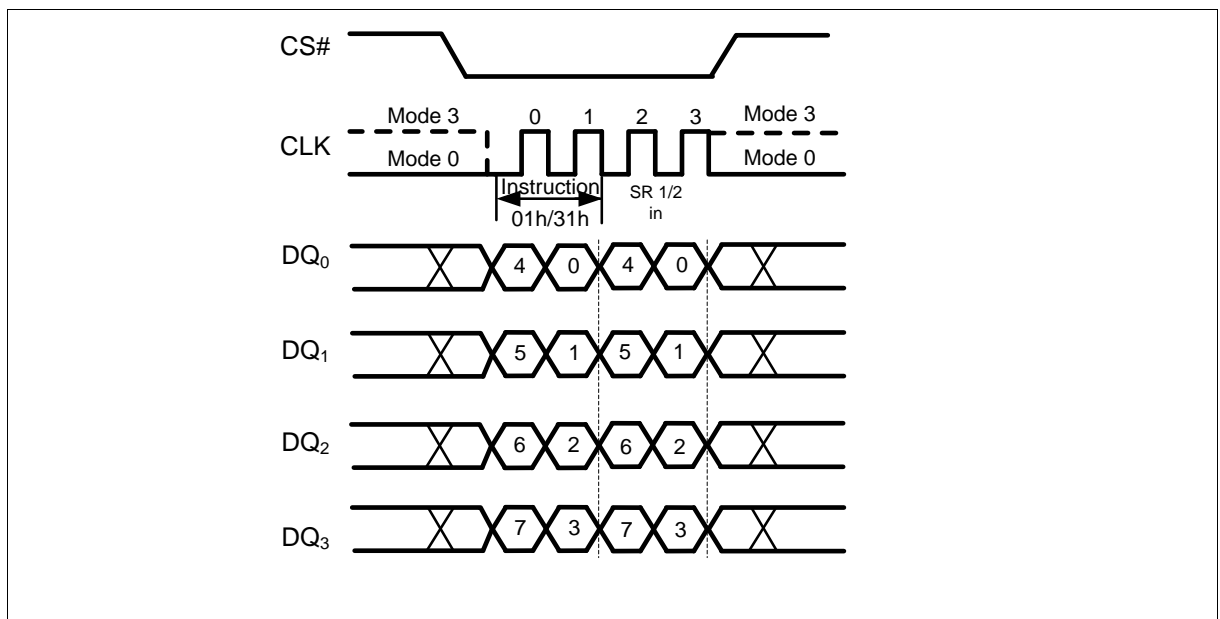 CS#
Mode 3 0 1 2 3 Mode 3
CLK
Mode 0 Mode 0
Instruction SR 1/2
01h/31h in
DQ0 4 0 4 0
DQ1 5 1 5 1
DQ2 6 2 6 2
DQ3 7 3 7 3